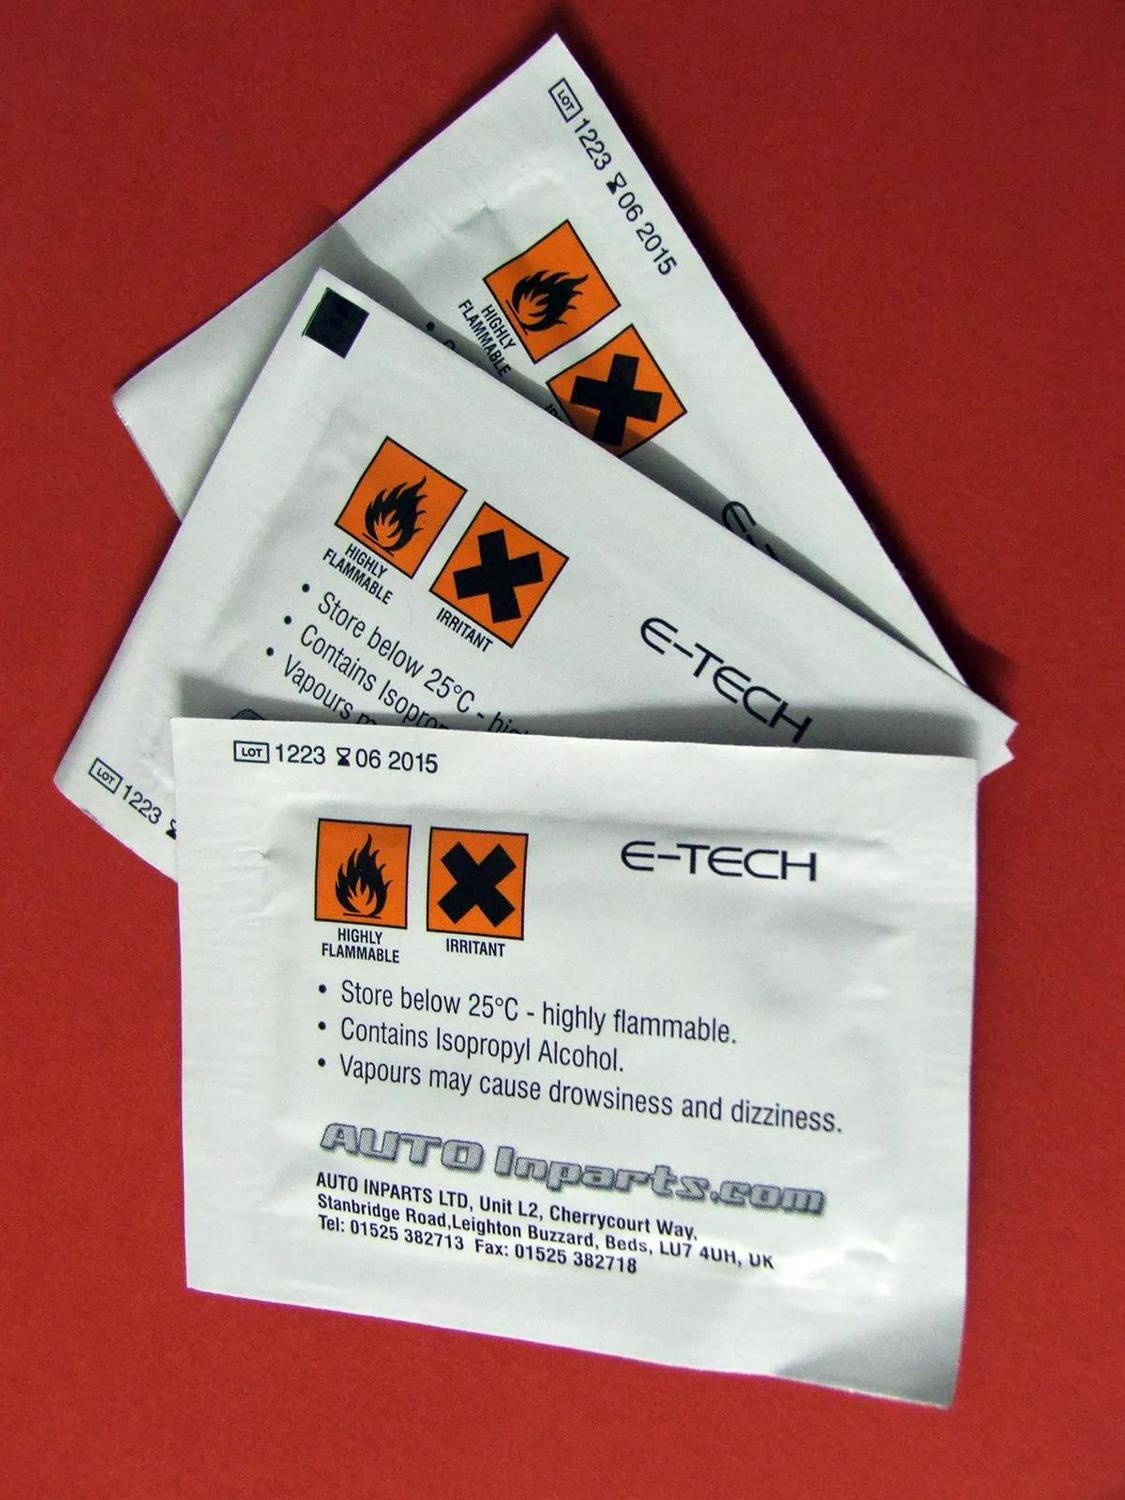 LOT 1223 06 2015
HIGHLY
FLAMMABLE
LOT 1223
HIGHLY
FLAMMABLE
IRRITANT
E-TECH
• Store below 25°C -
• Contains
• Vapours
LOT 1223 06 2015
HIGHLY
FLAMMABLE
IRRITANT
E-TECH
• Store below 25°C - highly flammable.
• Contains Isopropyl Alcohol.
• Vapours may cause drowsiness and dizziness.
AUTO Inparts.com
AUTO INPARTS LTD, Unit L2, Cherrycourt Way,
Stanbridge Road,Leighton Buzzard, Beds, LU7 4UH, UK
Tel: 01525 382713 Fax: 01525 382718